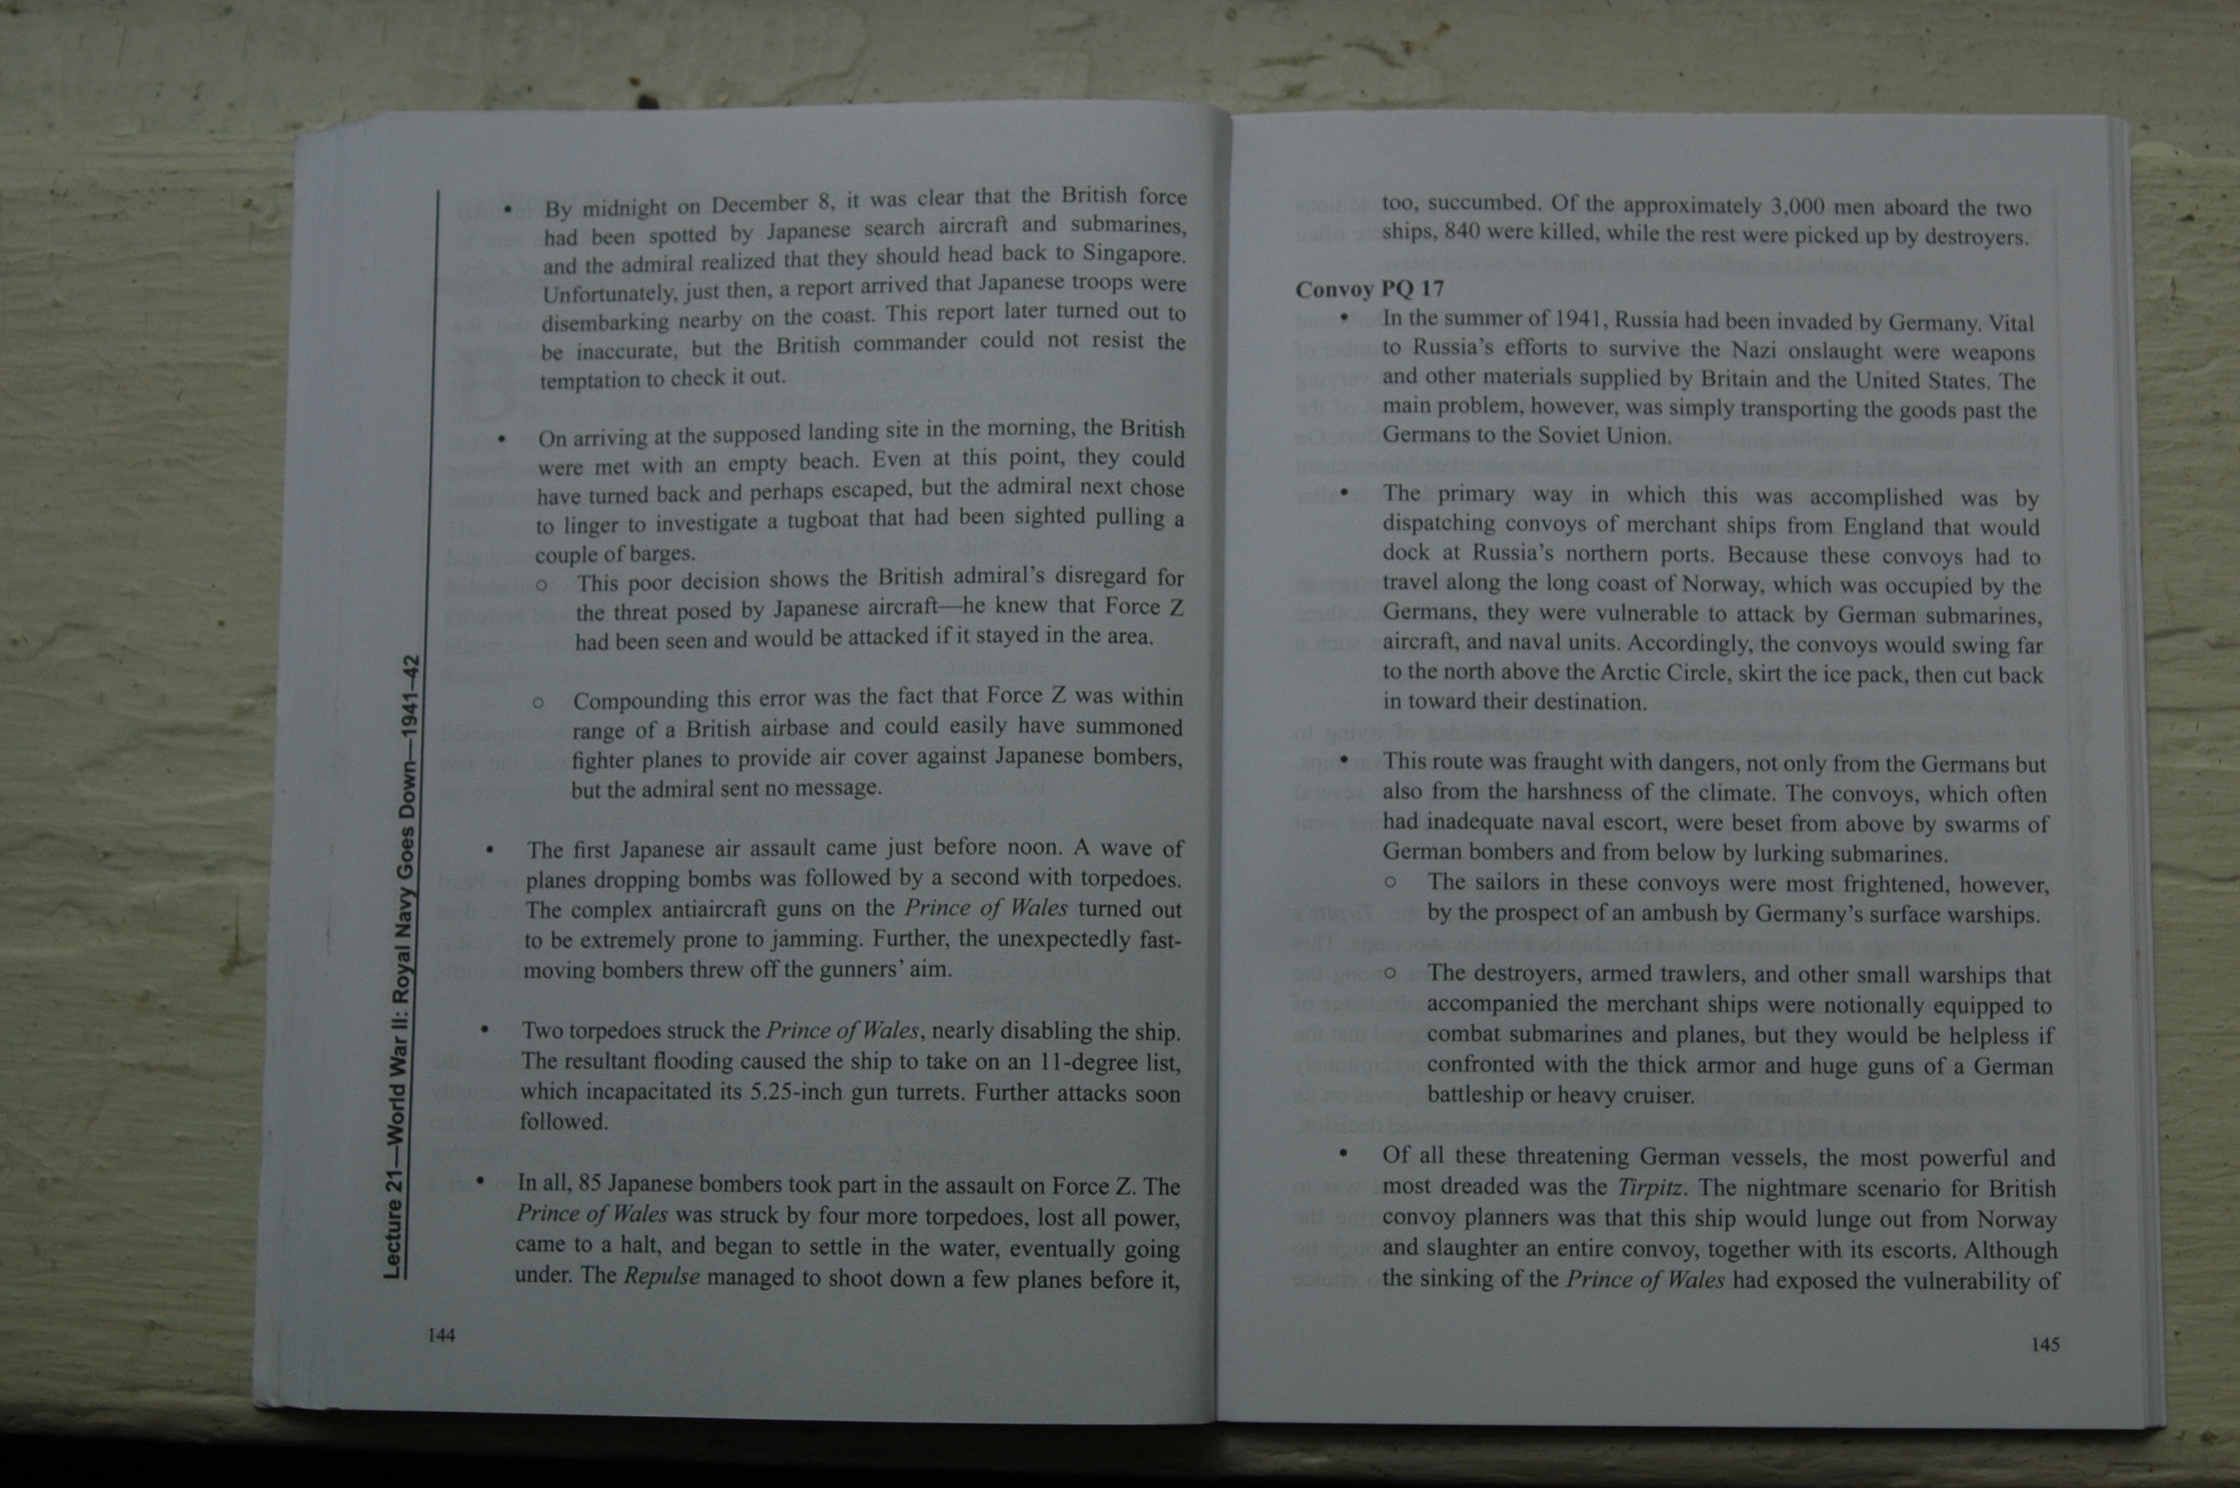 Lecture 21—World War II: Royal Navy Goes Down—1941–42
• By midnight on December 8, it was clear that the British force
had been spotted by Japanese search aircraft and submarines,
and the admiral realized that they should head back to Singapore.
Unfortunately, just then, a report arrived that Japanese troops were
disembarking nearby on the coast. This report later turned out to
be inaccurate, but the British commander could not resist the
temptation to check it out.
• On arriving at the supposed landing site in the morning, the British
were met with an empty beach. Even at this point, they could
have turned back and perhaps escaped, but the admiral next chose
to linger to investigate a tugboat that had been sighted pulling a
couple of barges.
○ This poor decision shows the British admiral’s disregard for
the threat posed by Japanese aircraft—he knew that Force Z
had been seen and would be attacked if it stayed in the area.
○ Compounding this error was the fact that Force Z was within
range of a British airbase and could easily have summoned
fighter planes to provide air cover against Japanese bombers,
but the admiral sent no message.
• The first Japanese air assault came just before noon. A wave of
planes dropping bombs was followed by a second with torpedoes.
The complex antiaircraft guns on the Prince of Wales turned out
to be extremely prone to jamming. Further, the unexpectedly fast-
moving bombers threw off the gunners’ aim.
• Two torpedoes struck the Prince of Wales, nearly disabling the ship.
The resultant flooding caused the ship to take on an 11-degree list,
which incapacitated its 5.25-inch gun turrets. Further attacks soon
followed.
• In all, 85 Japanese bombers took part in the assault on Force Z. The
Prince of Wales was struck by four more torpedoes, lost all power,
came to a halt, and began to settle in the water, eventually going
under. The Repulse managed to shoot down a few planes before it,
144
too, succumbed. Of the approximately 3,000 men aboard the two
ships, 840 were killed, while the rest were picked up by destroyers.
Convoy PQ 17
• In the summer of 1941, Russia had been invaded by Germany. Vital
to Russia’s efforts to survive the Nazi onslaught were weapons
and other materials supplied by Britain and the United States. The
main problem, however, was simply transporting the goods past the
Germans to the Soviet Union.
• The primary way in which this was accomplished was by
dispatching convoys of merchant ships from England that would
dock at Russia’s northern ports. Because these convoys had to
travel along the long coast of Norway, which was occupied by the
Germans, they were vulnerable to attack by German submarines,
aircraft, and naval units. Accordingly, the convoys would swing far
to the north above the Arctic Circle, skirt the ice pack, then cut back
in toward their destination.
• This route was fraught with dangers, not only from the Germans but
also from the harshness of the climate. The convoys, which often
had inadequate naval escort, were beset from above by swarms of
German bombers and from below by lurking submarines.
○ The sailors in these convoys were most frightened, however,
by the prospect of an ambush by Germany’s surface warships.
○ The destroyers, armed trawlers, and other small warships that
accompanied the merchant ships were notionally equipped to
combat submarines and planes, but they would be helpless if
confronted with the thick armor and huge guns of a German
battleship or heavy cruiser.
• Of all these threatening German vessels, the most powerful and
most dreaded was the Tirpitz. The nightmare scenario for British
convoy planners was that this ship would lunge out from Norway
and slaughter an entire convoy, together with its escorts. Although
the sinking of the Prince of Wales had exposed the vulnerability of
145